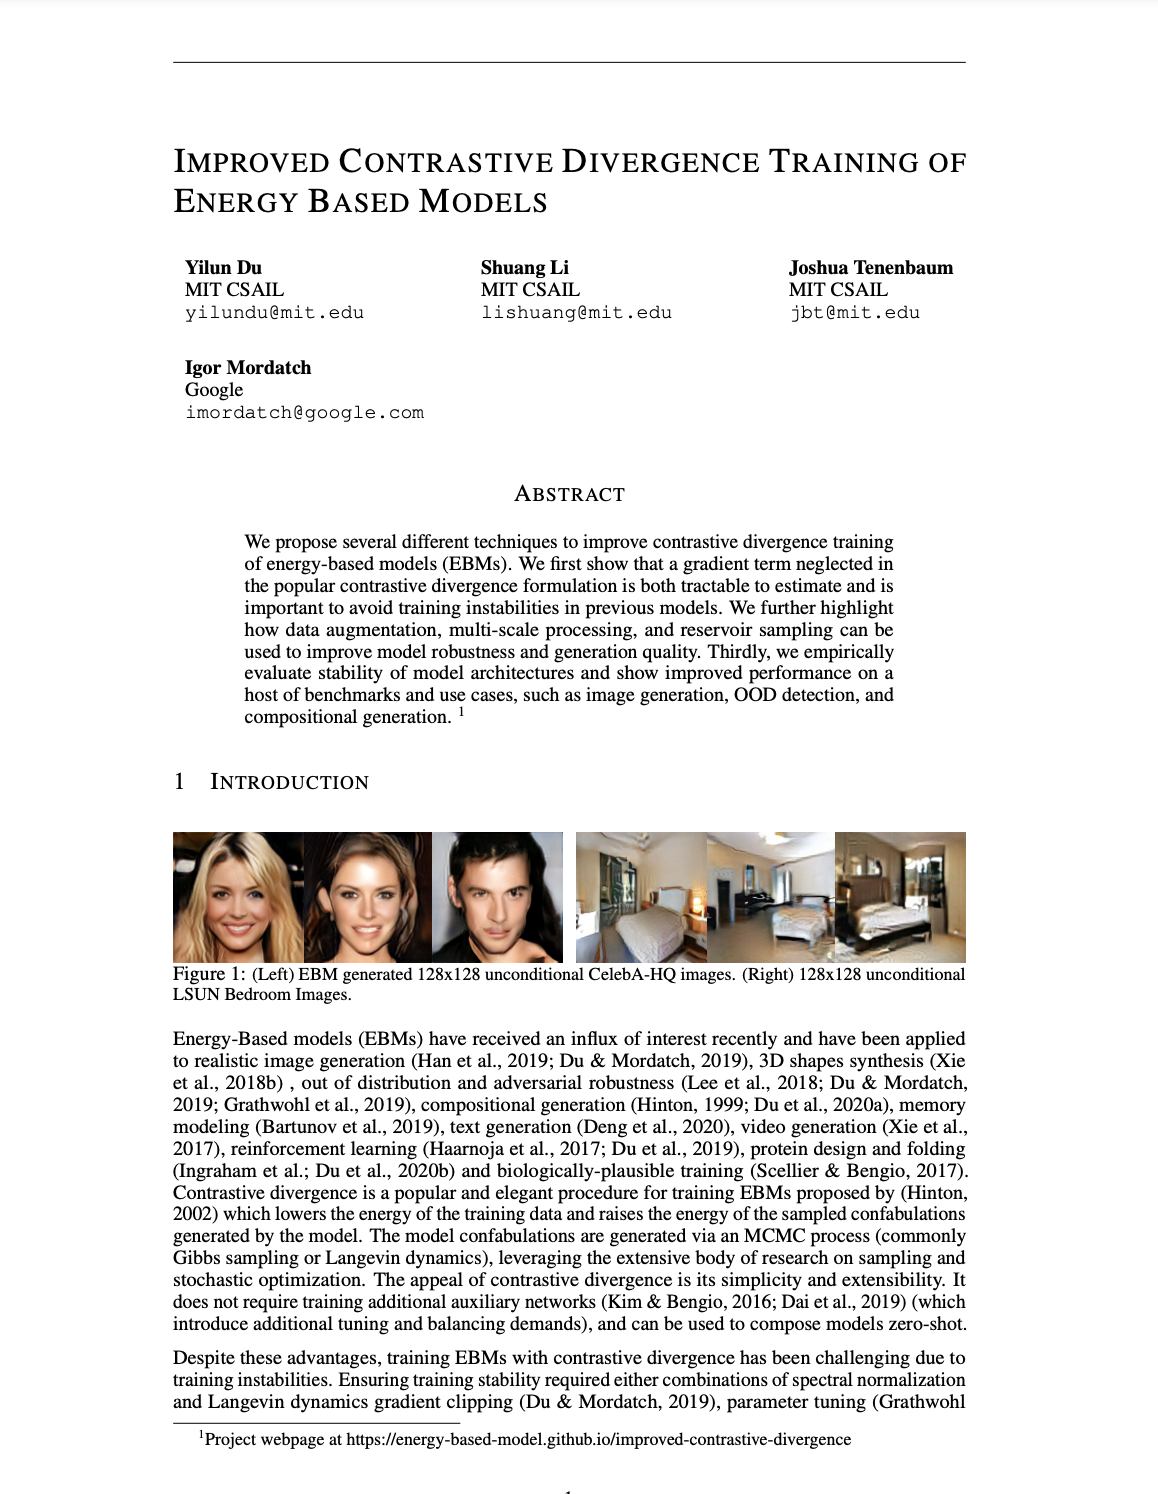 IMPROVED CONTRASTIVE DIVERGENCE TRAINING OF
ENERGY BASED MODELS
Yilun Du
MIT CSAIL
yilundu@mit.edu
Shuang Li
MIT CSAIL
lishuang@mit.edu
Joshua Tenenbaum
MIT CSAIL
jbt@mit.edu
Igor Mordatch
Google
imordatch@google.com
ABSTRACT
We propose several different techniques to improve contrastive divergence training
of energy-based models (EBMs). We first show that a gradient term neglected in
the popular contrastive divergence formulation is both tractable to estimate and is
important to avoid training instabilities in previous models. We further highlight
how data augmentation, multi-scale processing, and reservoir sampling can be
used to improve model robustness and generation quality. Thirdly, we empirically
evaluate stability of model architectures and show improved performance on a
host of benchmarks and use cases, such as image generation, OOD detection, and
compositional generation. 1
1 INTRODUCTION
Figure 1: (Left) EBM generated 128x128 unconditional CelebA-HQ images. (Right) 128x128 unconditional
LSUN Bedroom Images.
Energy-Based models (EBMs) have received an influx of interest recently and have been applied
to realistic image generation (Han et al., 2019; Du & Mordatch, 2019), 3D shapes synthesis (Xie
et al., 2018b) , out of distribution and adversarial robustness (Lee et al., 2018; Du & Mordatch,
2019; Grathwohl et al., 2019), compositional generation (Hinton, 1999; Du et al., 2020a), memory
modeling (Bartunov et al., 2019), text generation (Deng et al., 2020), video generation (Xie et al.,
2017), reinforcement learning (Haarnoja et al., 2017; Du et al., 2019), protein design and folding
(Ingraham et al.; Du et al., 2020b) and biologically-plausible training (Scellier & Bengio, 2017).
Contrastive divergence is a popular and elegant procedure for training EBMs proposed by (Hinton,
2002) which lowers the energy of the training data and raises the energy of the sampled confabulations
generated by the model. The model confabulations are generated via an MCMC process (commonly
Gibbs sampling or Langevin dynamics), leveraging the extensive body of research on sampling and
stochastic optimization. The appeal of contrastive divergence is its simplicity and extensibility. It
does not require training additional auxiliary networks (Kim & Bengio, 2016; Dai et al., 2019) (which
introduce additional tuning and balancing demands), and can be used to compose models zero-shot.
Despite these advantages, training EBMs with contrastive divergence has been challenging due to
training instabilities. Ensuring training stability required either combinations of spectral normalization
and Langevin dynamics gradient clipping (Du & Mordatch, 2019), parameter tuning (Grathwohl
1Project webpage at https://energy-based-model.github.io/improved-contrastive-divergence